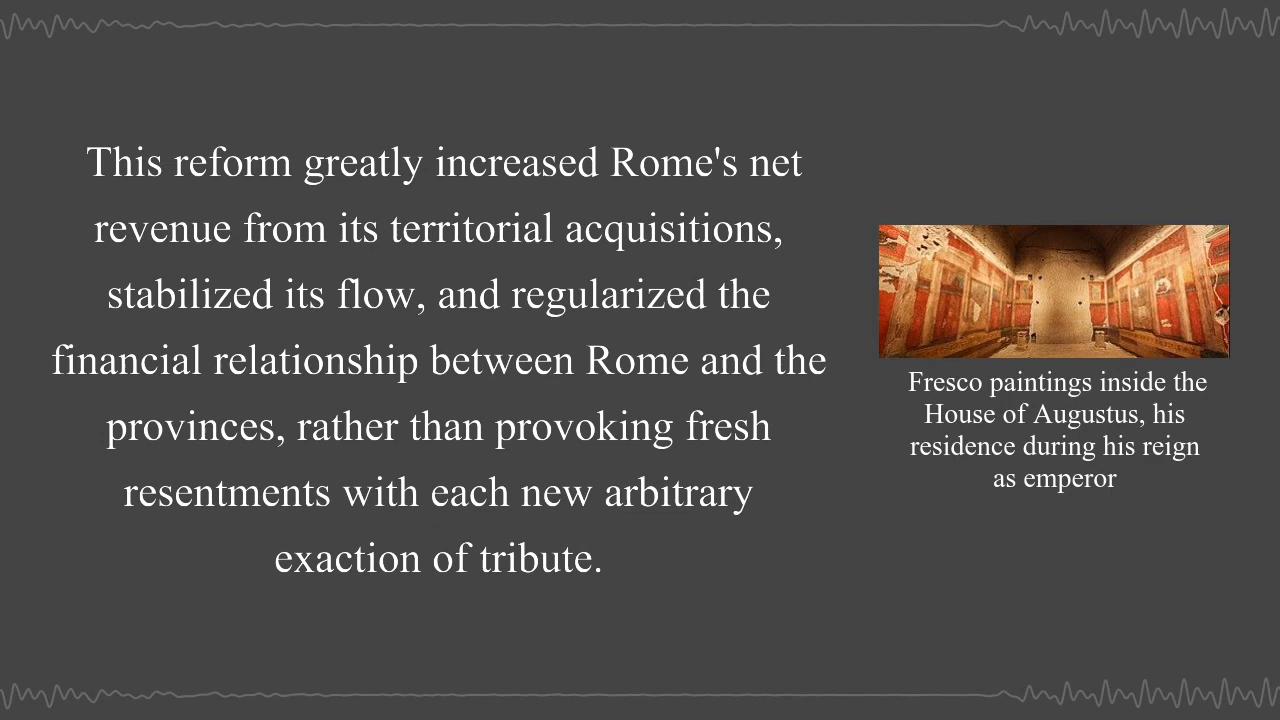 This reform greatly increased Rome's net
revenue from its territorial acquisitions,
stabilized its flow, and regularized the
financial relationship between Rome and the
provinces, rather than provoking fresh
resentments with each new arbitrary
exaction of tribute.
Fresco paintings inside the
House of Augustus, his
residence during his reign
as emperor